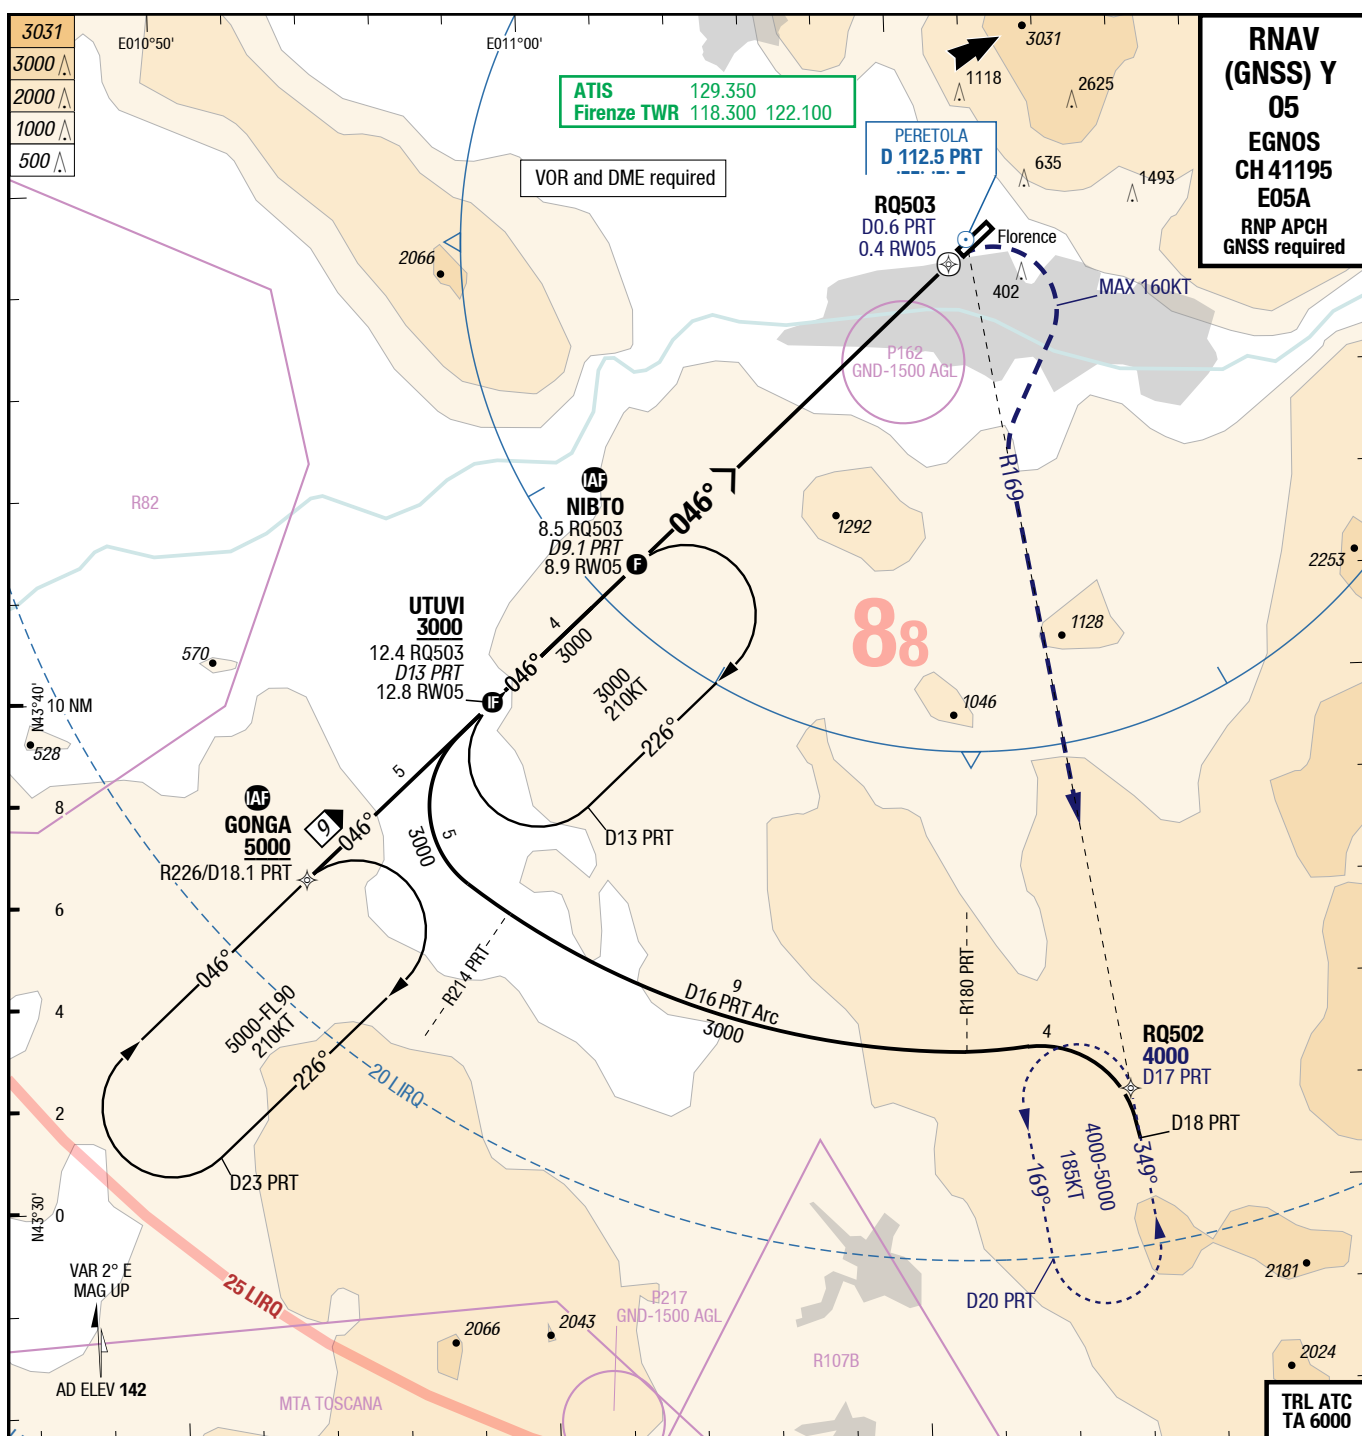 3031
3000
2000
1000
500
E010°50'
E011°00'
ATIS 129.350
Firenze TWR 118.300 122.100
VOR and DME required
3031
1118
2625
635
1493
RNAV
(GNSS) Y
05
EGNOS
CH 41195
E05A
RNP APCH
GNSS required
PERETOLA
D 112.5 PRT
RQ503
D0.6 PRT
0.4 RW05
Florence
402
MAX 160KT
2066
P162
GND-1500 AGL
R82
R169
IAF
NIBTO
8.5 RQ503
D9.1 PRT
8.9 RW05
F
046°
1292
2253
UTUVI
3000
12.4 RQ503
D13 PRT
12.8 RW05
IF
4
3000
046°
3000
210KT
226°
88
1128
1046
570
N43°40'
10 NM
528
8
6
4
2
0
N43°30'
5
IAF
GONGA
5000
R226/D18.1 PRT
9
046°
5
3000
D13 PRT
046°
5000-FL90
210KT
226°
D23 PRT
R214 PRT
20 LIRQ
9
D16 PRT Arc
3000
R180 PRT
4
RQ502
4000
D17 PRT
D18 PRT
4000-5000
185KT
169°
349°
D20 PRT
2181
2024
VAR 2° E
MAG UP
AD ELEV 142
25 LIRQ
2066
2043
P217
GND-1500 AGL
MTA TOSCANA
R107B
TRL ATC
TA 6000